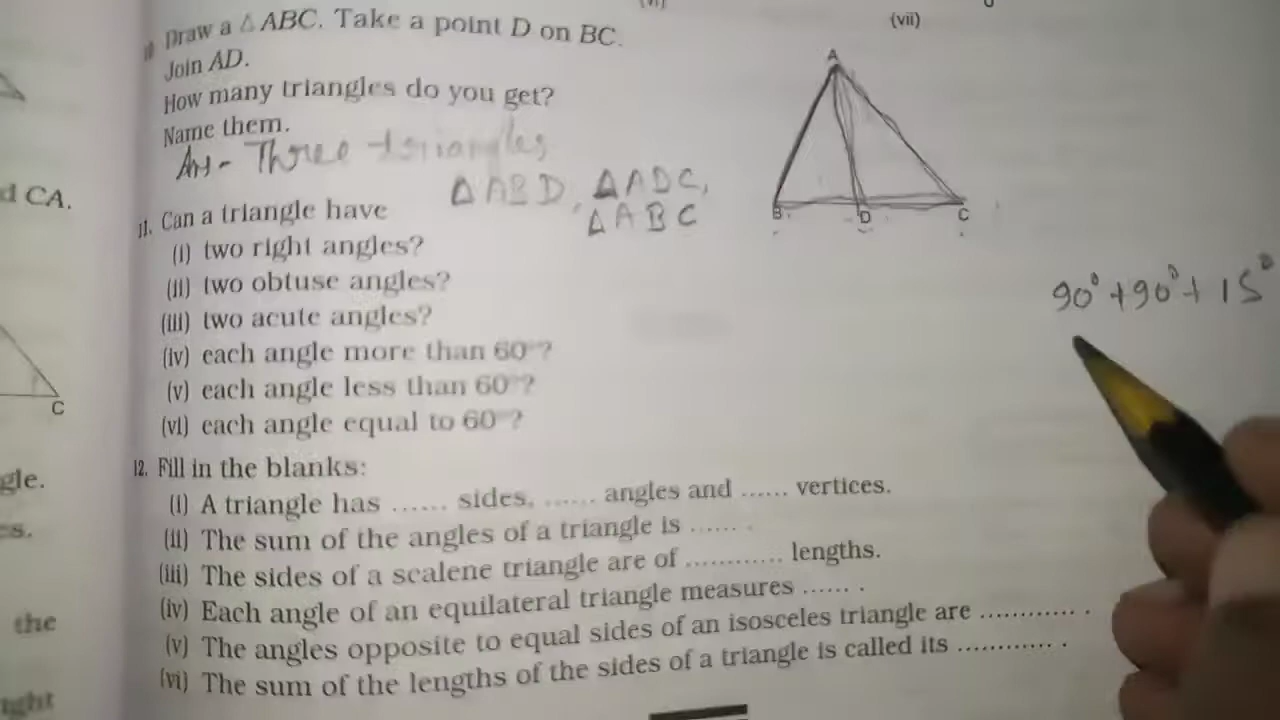 (vii)
Draw a △ ABC. Take a point D on BC.
Join AD.
How many triangles do you get?
Name them.
Ans - Three triangles
△ ABD, △ADC,
△ABC
A
B
D
C
d CA.
11. Can a triangle have
(i) two right angles?
(ii) two obtuse angles?
(iii) two acute angles?
(iv) each angle more than 60°?
(v) each angle less than 60°?
(vi) each angle equal to 60°?
90° + 90° + 15°
C
12. Fill in the blanks:
(i) A triangle has ...... sides, ...... angles and ...... vertices.
(ii) The sum of the angles of a triangle is ...... .
(iii) The sides of a scalene triangle are of ............ lengths.
(iv) Each angle of an equilateral triangle measures ...... .
(v) The angles opposite to equal sides of an isosceles triangle are ............ .
(vi) The sum of the lengths of the sides of a triangle is called its ............ .
gle.
es.
the
ight